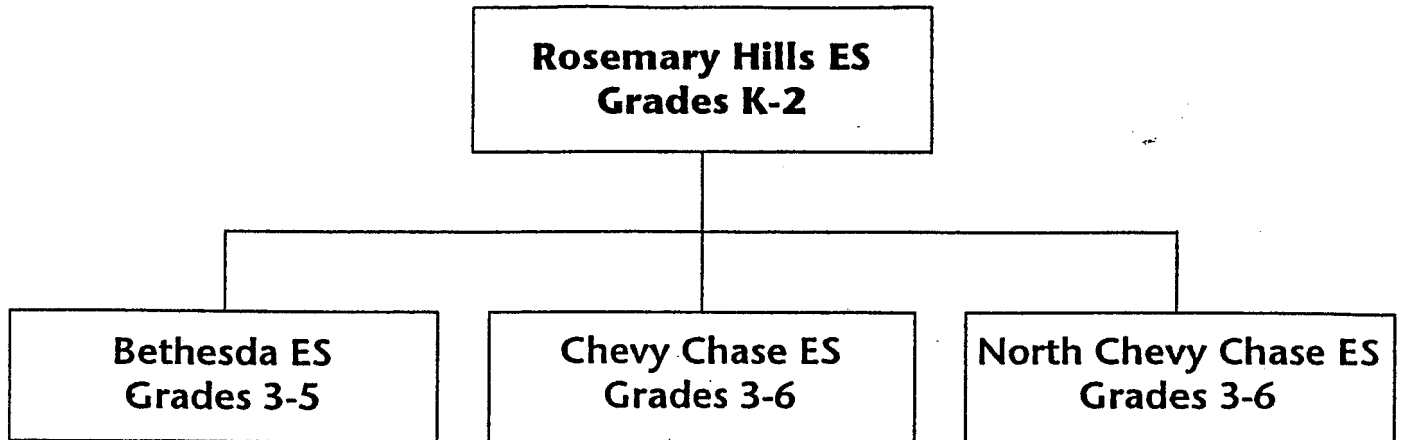 Rosemary Hills ES
Grades K-2
Bethesda ES
Grades 3-5
Chevy Chase ES
Grades 3-6
North Chevy Chase ES
Grades 3-6